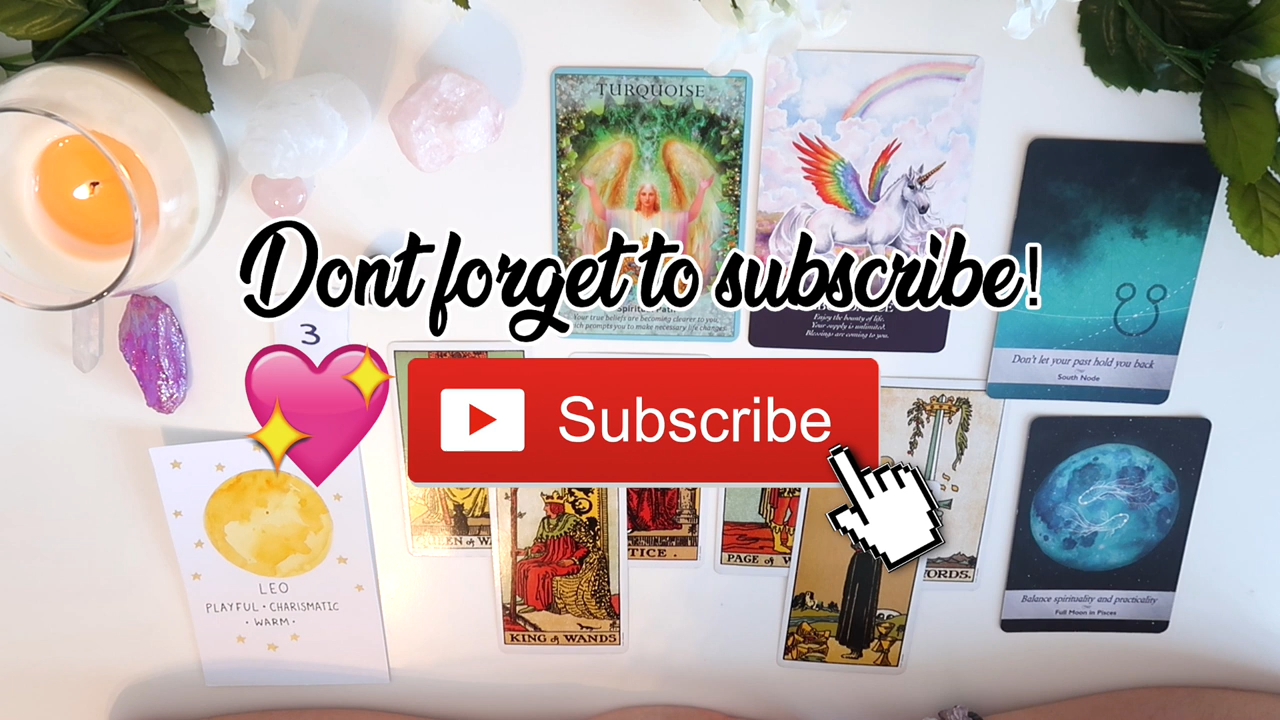 TURQUOISE
Dont forget to subscribe!
Your true beliefs are becoming clearer to you
ich prompts you to make necessary life changes
Enjoy the bounty of life.
Your supply is unlimited.
Blessings are coming to you.
3
Don't let your past hold you back
South Node
Subscribe
EEN of W
TICE .
PAGE of W
ORDS.
LEO
PLAYFUL • CHARISMATIC
• WARM •
KING of WANDS
Balance spirituality and practicality
Full Moon in Pisces